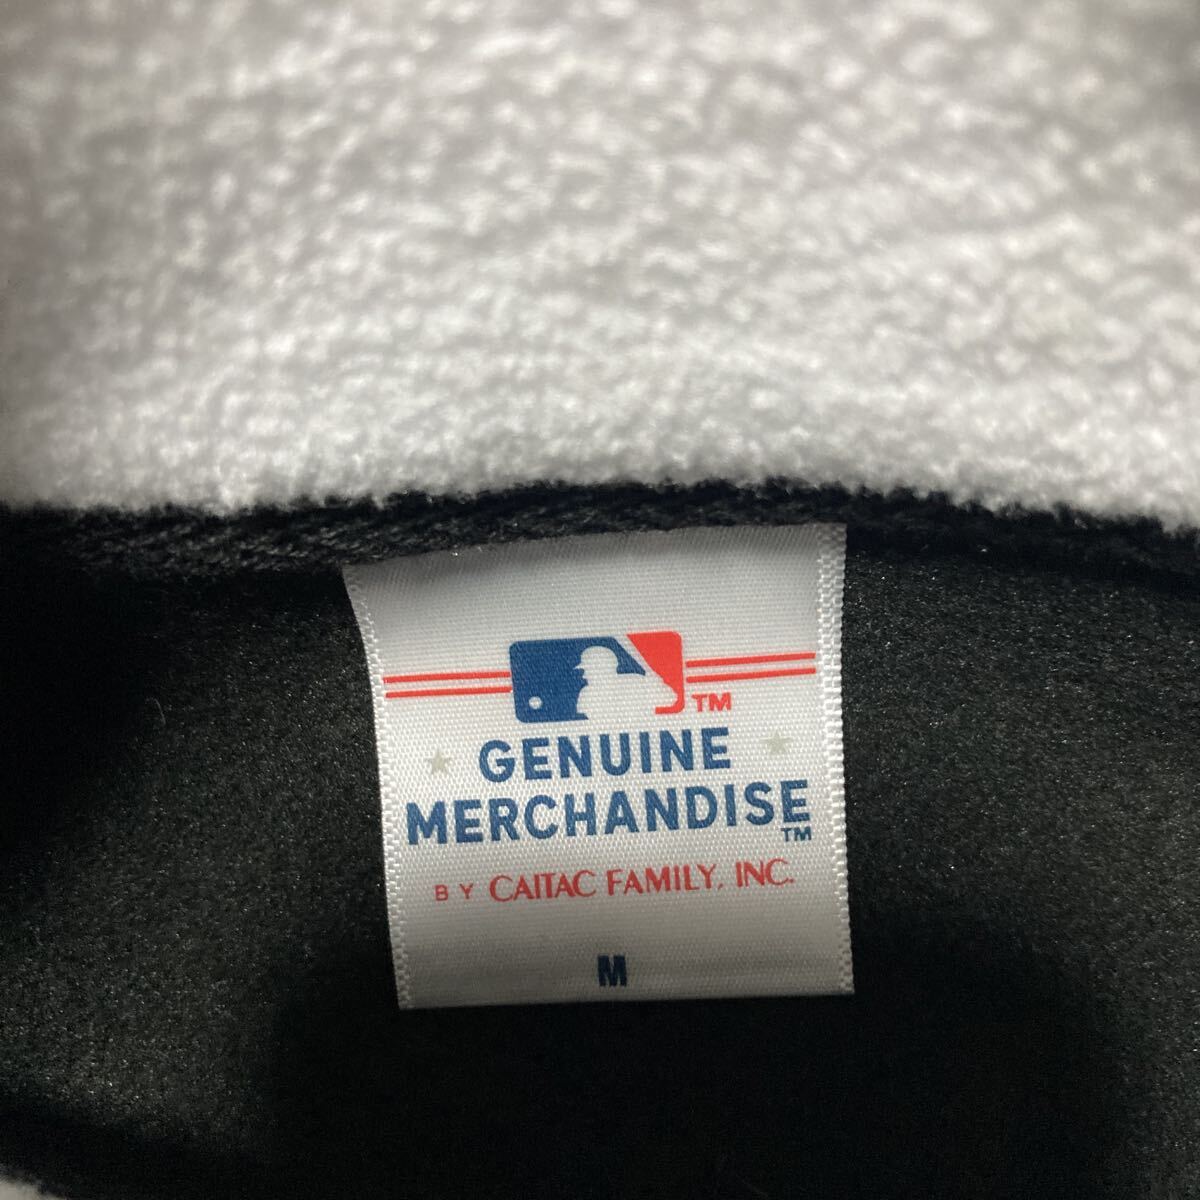 TM
GENUINE
MERCHANDISE
TM
BY CAITAC FAMILY, INC.
M